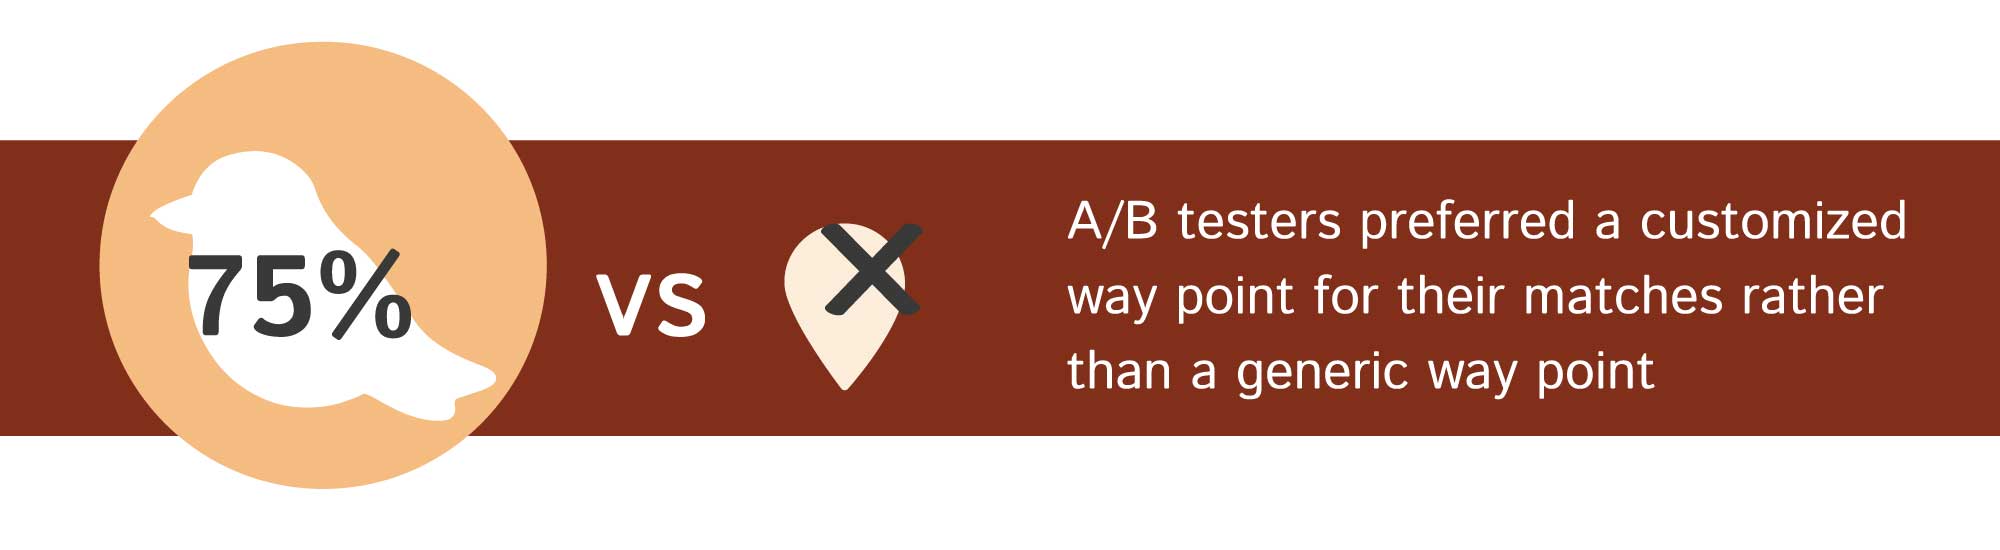 75%
vs
A/B testers preferred a customized
way point for their matches rather
than a generic way point